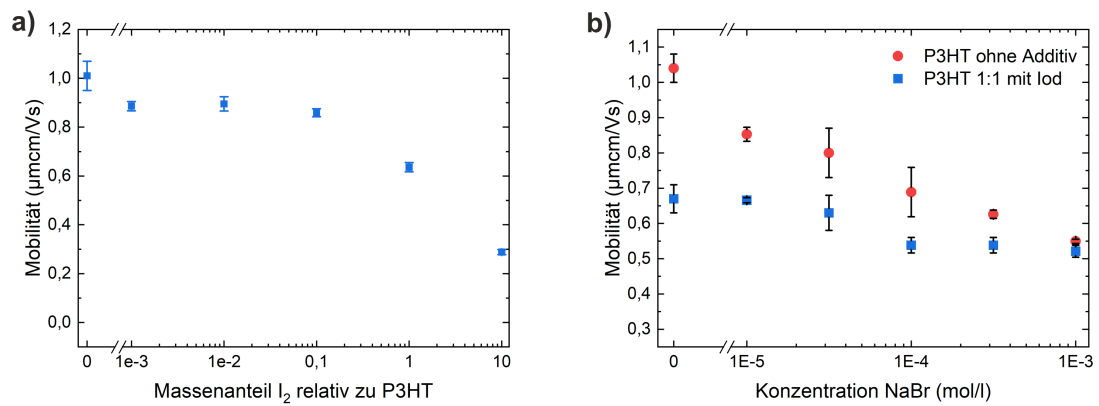 a)
Mobilität (µmcm/Vs)
1,2
1,0
0,8
0,6
0,4
0,2
0,0
0 1e-3 1e-2 0,1 1 10
Massenanteil I2 relativ zu P3HT
b)
Mobilität (µmcm/Vs)
P3HT ohne Additiv
P3HT 1:1 mit Iod
1,1
1,0
0,9
0,8
0,7
0,6
0,5
0,4
0,3
0 1E-5 1E-4 1E-3
Konzentration NaBr (mol/l)